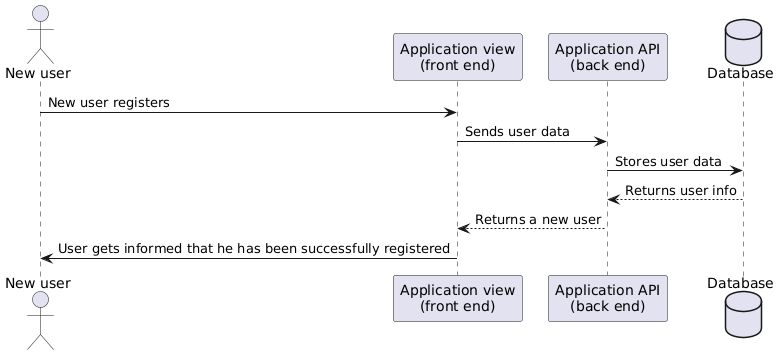 New user
Application view
(front end)
Application API
(back end)
Database
New user registers
Sends user data
Stores user data
Returns user info
Returns a new user
User gets informed that he has been successfully registered
New user
Application view
(front end)
Application API
(back end)
Database